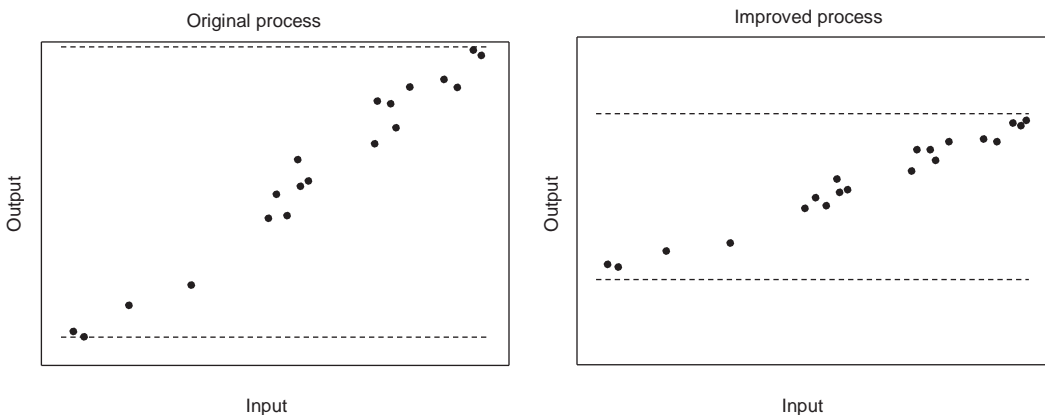 Original process
Output
Input
Improved process
Output
Input